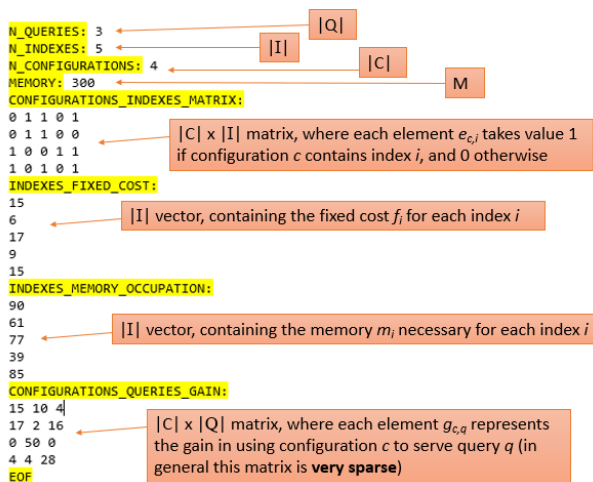 N_QUERIES: 3
|Q|
N_INDEXES: 5
|I|
N_CONFIGURATIONS: 4
|C|
MEMORY: 300
M
CONFIGURATIONS_INDEXES_MATRIX:
0 1 1 0 1
0 1 1 0 0
1 0 0 1 1
1 0 1 0 1
|C| x |I| matrix, where each element e_c,i takes value 1
if configuration c contains index i, and 0 otherwise
INDEXES_FIXED_COST:
15
6
17
9
15
|I| vector, containing the fixed cost f_i for each index i
INDEXES_MEMORY_OCCUPATION:
90
61
77
39
85
|I| vector, containing the memory m_i necessary for each index i
CONFIGURATIONS_QUERIES_GAIN:
15 10 4
17 2 16
0 50 0
4 4 28
|C| x |Q| matrix, where each element g_c,q represents
the gain in using configuration c to serve query q (in
general this matrix is very sparse)
EOF